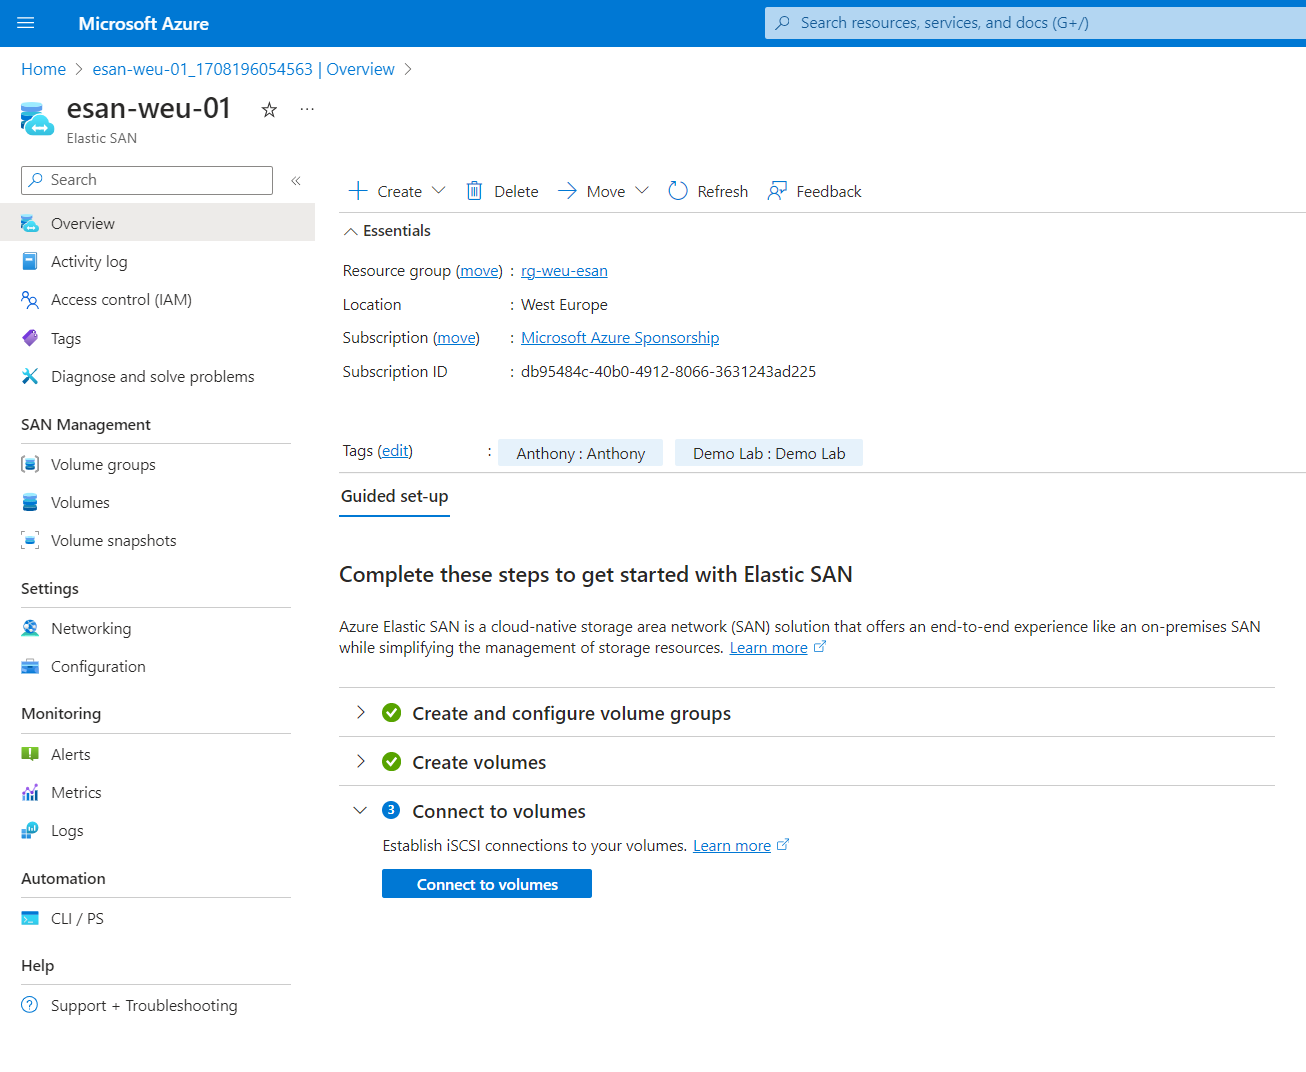 Microsoft Azure
Search resources, services, and docs (G+/)
Home > esan-weu-01_1708196054563 | Overview >
esan-weu-01
Elastic SAN
Search
«
Overview
Activity log
Access control (IAM)
Tags
Diagnose and solve problems
SAN Management
Volume groups
Volumes
Volume snapshots
Settings
Networking
Configuration
Monitoring
Alerts
Metrics
Logs
Automation
CLI / PS
Help
Support + Troubleshooting
Create
Delete
Move
Refresh
Feedback
Essentials
Resource group (move) : rg-weu-esan
Location : West Europe
Subscription (move) : Microsoft Azure Sponsorship
Subscription ID : db95484c-40b0-4912-8066-3631243ad225
Tags (edit) : Anthony : Anthony Demo Lab : Demo Lab
Guided set-up
Complete these steps to get started with Elastic SAN
Azure Elastic SAN is a cloud-native storage area network (SAN) solution that offers an end-to-end experience like an on-premises SAN
while simplifying the management of storage resources. Learn more
Create and configure volume groups
Create volumes
3 Connect to volumes
Establish iSCSI connections to your volumes. Learn more
Connect to volumes